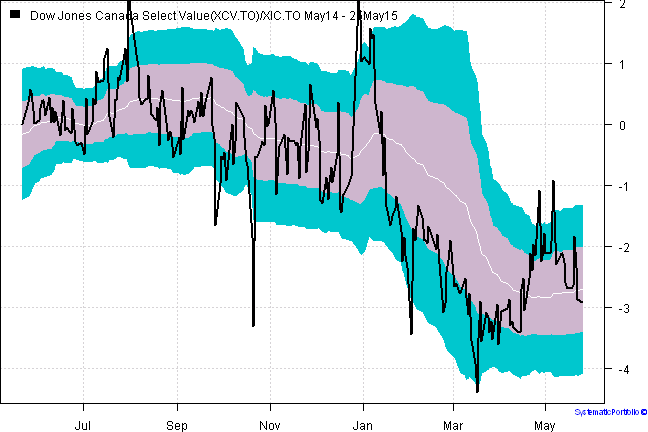 Dow Jones Canada Select Value(XCV.TO)/XIC.TO May14 - 2 May15
2
1
0
-1
-2
-3
-4
Jul Sep Nov Jan Mar May
SystematicPortfolio ©